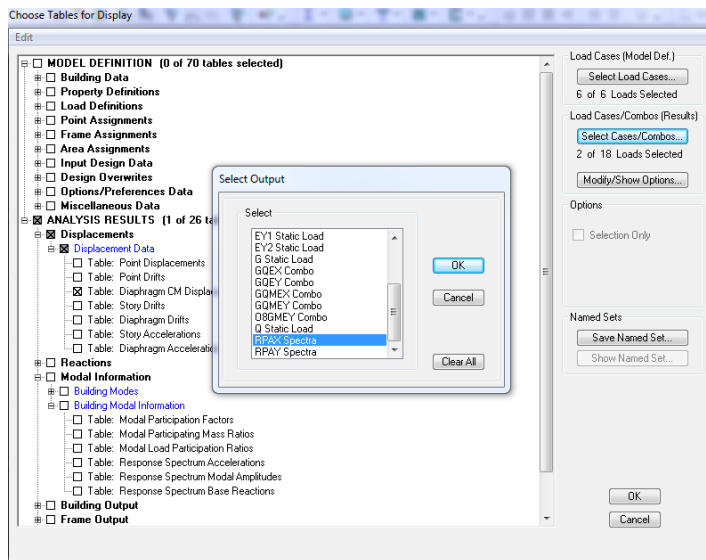 Choose Tables for Display
Edit
MODEL DEFINITION (0 of 70 tables selected)
Building Data
Property Definitions
Load Definitions
Point Assignments
Frame Assignments
Area Assignments
Input Design Data
Design Overwrites
Options/Preferences Data
Miscellaneous Data
ANALYSIS RESULTS (1 of 26 ta
Displacements
Displacement Data
Table: Point Displacements
Table: Point Drifts
Table: Diaphragm CM Displa
Table: Story Drifts
Table: Diaphragm Drifts
Table: Story Accelerations
Table: Diaphragm Acceleratio
Reactions
Modal Information
Building Modes
Building Modal Information
Table: Modal Participation Factors
Table: Modal Participating Mass Ratios
Table: Modal Load Participation Ratios
Table: Response Spectrum Accelerations
Table: Response Spectrum Modal Amplitudes
Table: Response Spectrum Base Reactions
Building Output
Frame Output
Select Output
Select
EY1 Static Load
EY2 Static Load
G Static Load
GQEX Combo
GQEY Combo
GQMEX Combo
GQMEY Combo
O8GMEY Combo
Q Static Load
RPAX Spectra
RPAY Spectra
OK
Cancel
Clear All
Load Cases (Model Def.)
Select Load Cases...
6 of 6 Loads Selected
Load Cases/Combos (Results)
Select Cases/Combos...
2 of 18 Loads Selected
Modify/Show Options...
Options
Selection Only
Named Sets
Save Named Set...
Show Named Set...
OK
Cancel